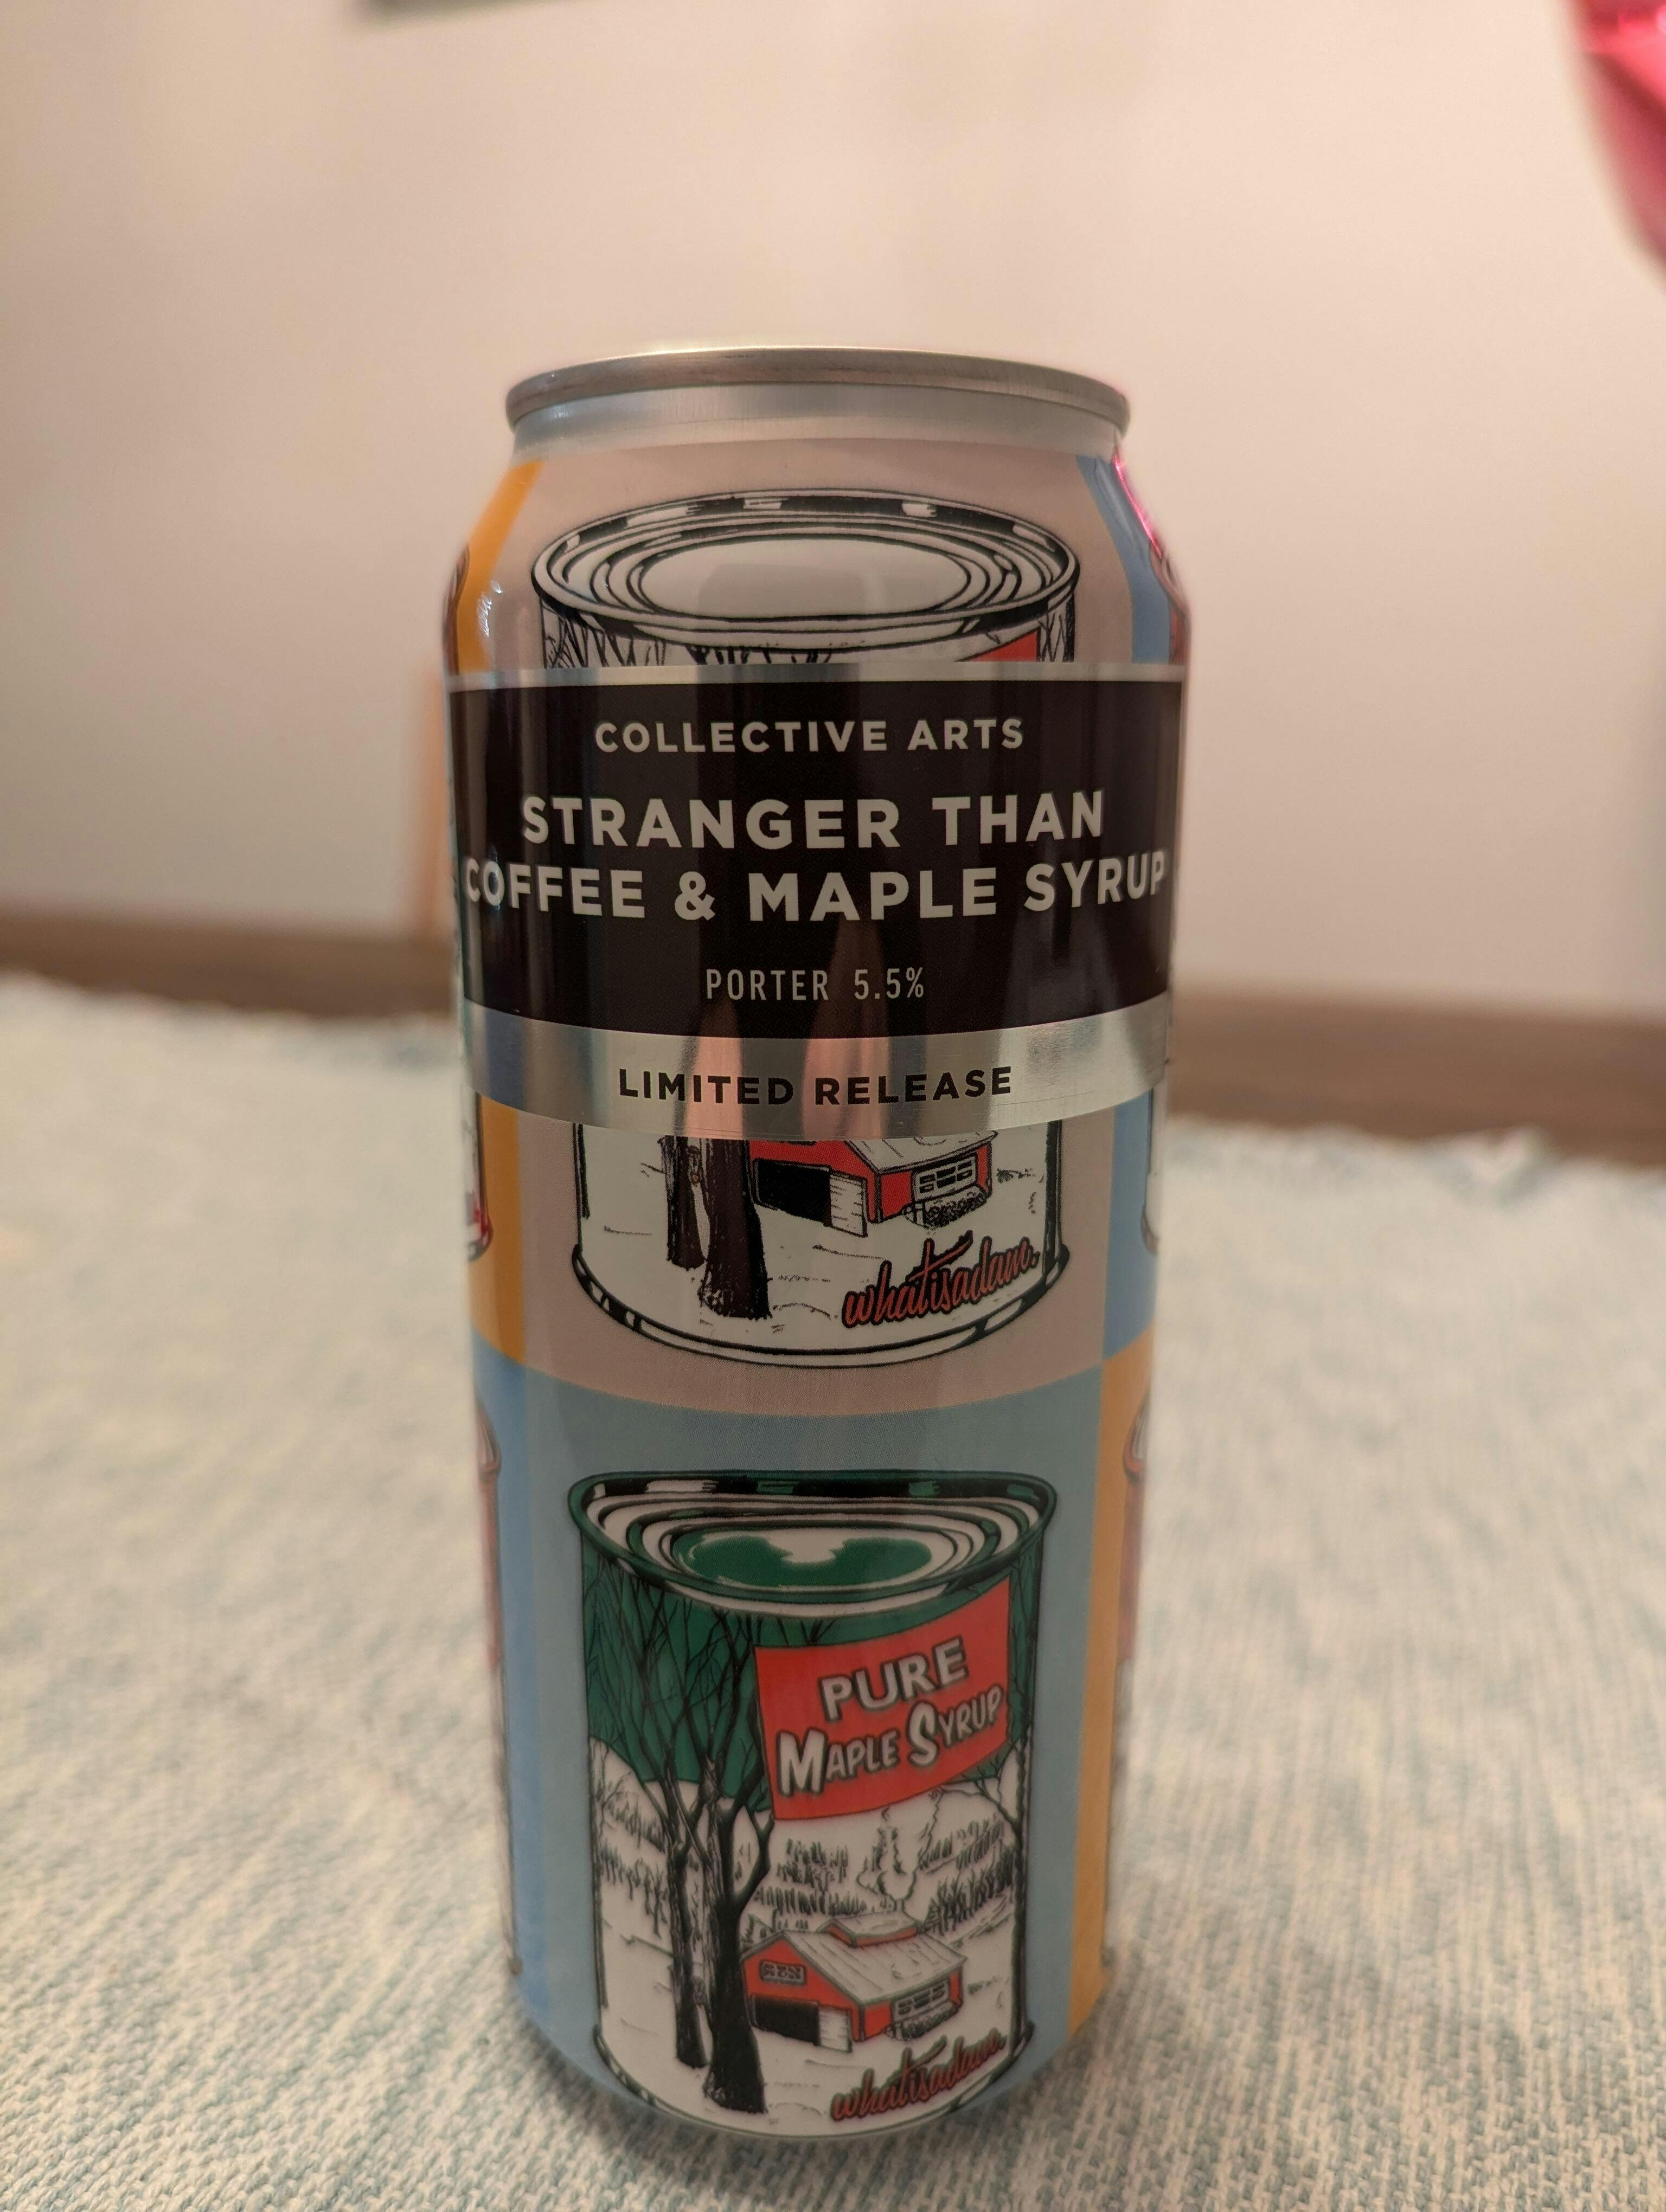 COLLECTIVE ARTS
STRANGER THAN
COFFEE & MAPLE SYRUP
PORTER 5.5%
LIMITED RELEASE
whatisadam.
PURE
MAPLE SYRUP
whatisadam.